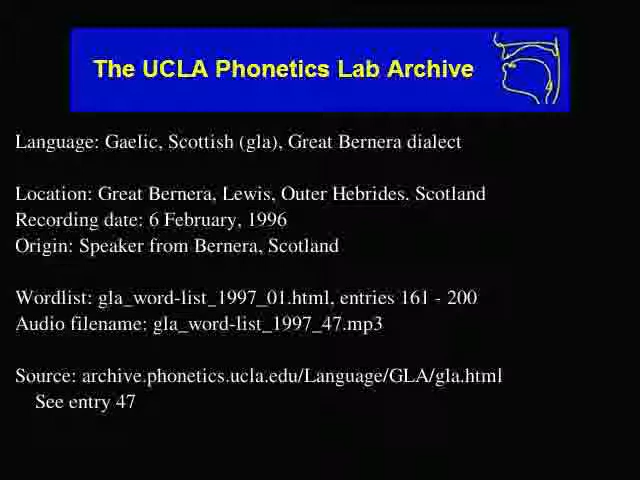 The UCLA Phonetics Lab Archive
Language: Gaelic, Scottish (gla), Great Bernera dialect
Location: Great Bernera, Lewis, Outer Hebrides. Scotland
Recording date: 6 February, 1996
Origin: Speaker from Bernera, Scotland
Wordlist: gla_word-list_1997_01.html, entries 161 - 200
Audio filename: gla_word-list_1997_47.mp3
Source: archive.phonetics.ucla.edu/Language/GLA/gla.html
See entry 47